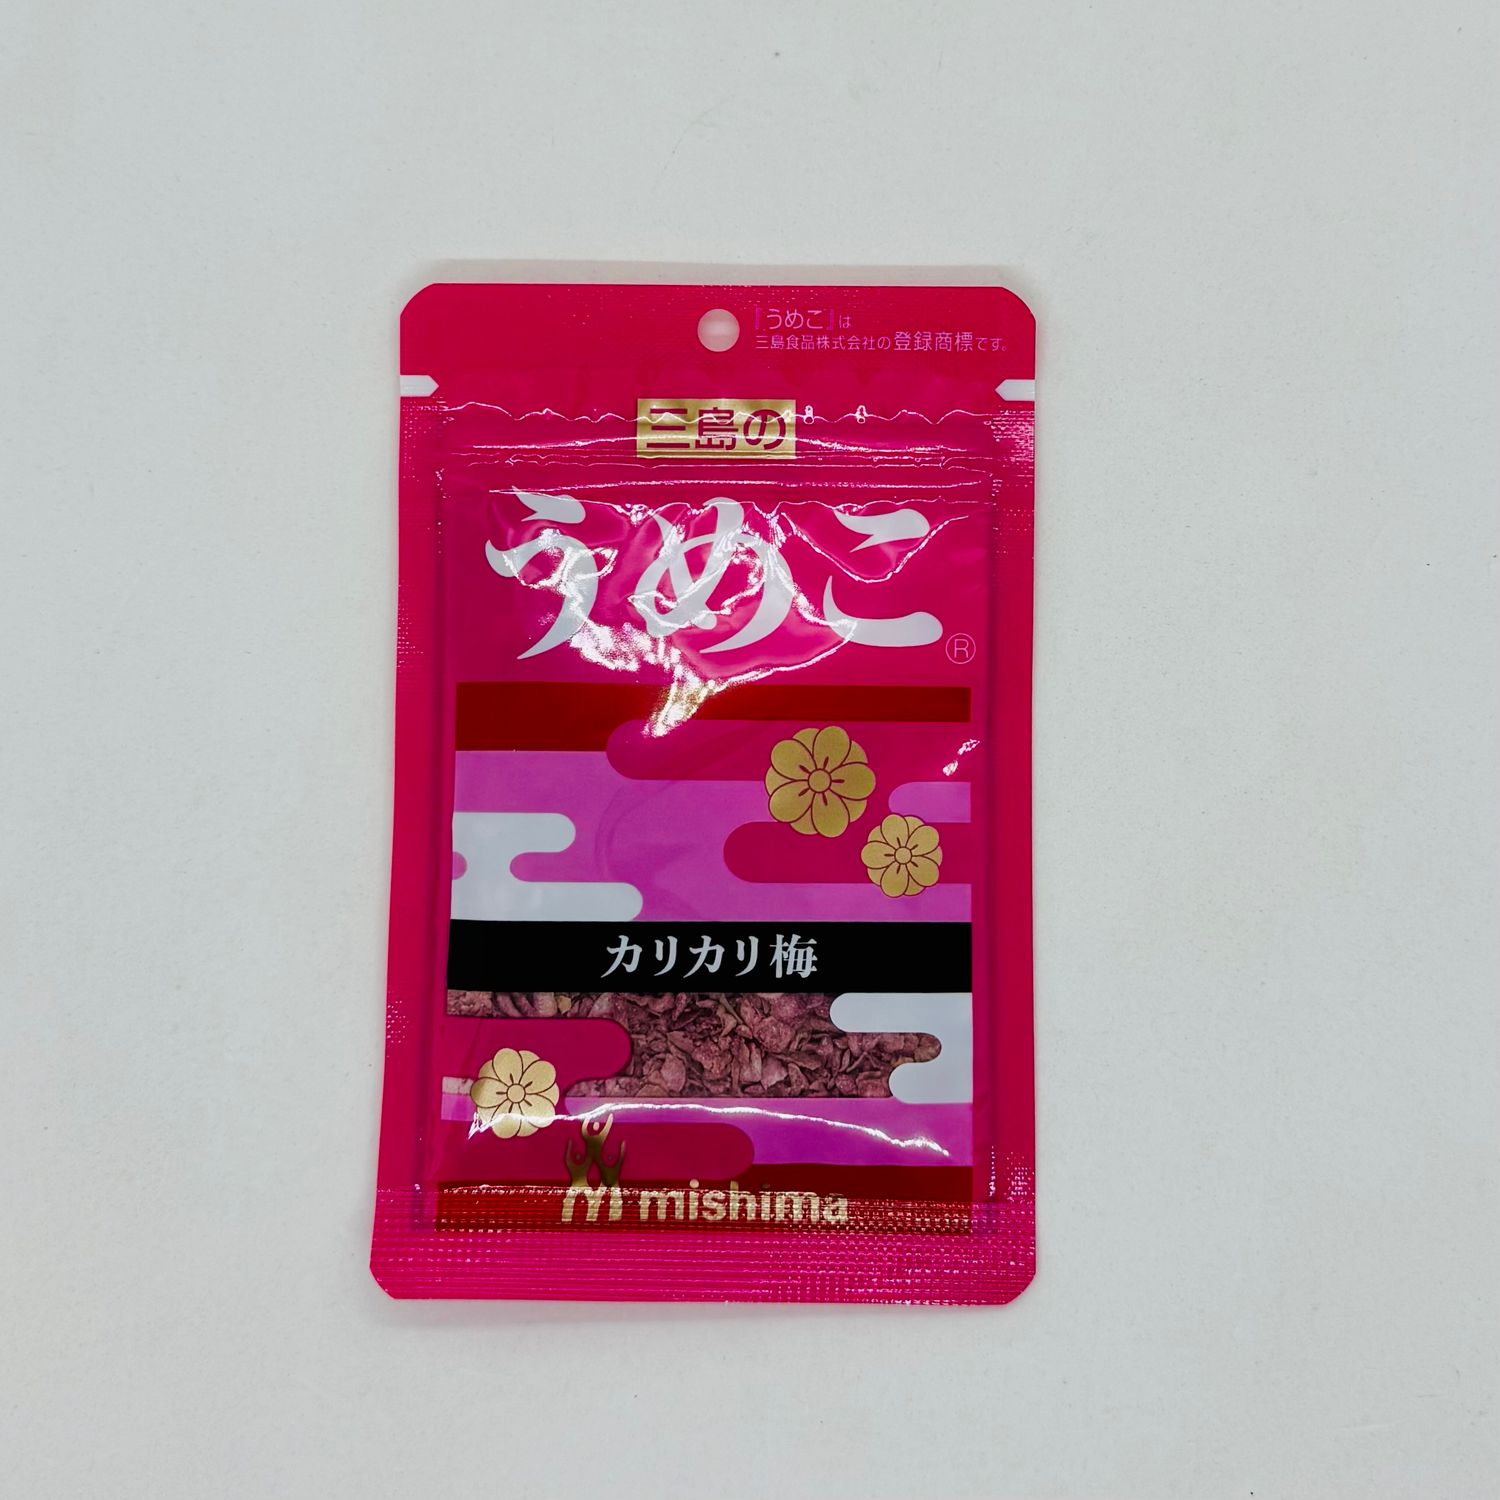 『うめこ』は
三島食品株式会社の登録商標です。
三島の
うめこ®
カリカリ梅
mishima